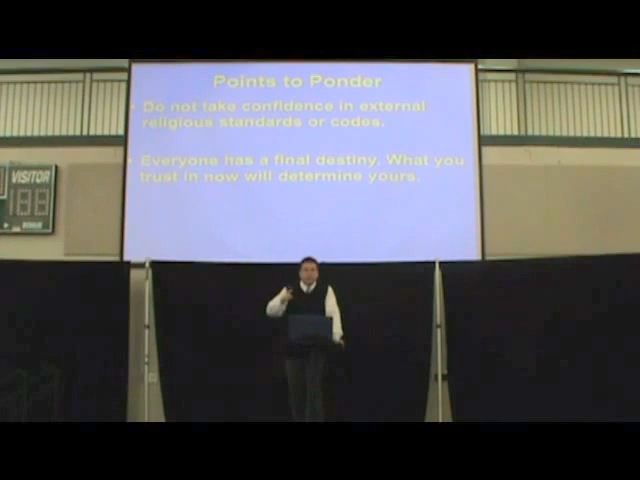 Points to Ponder
• Do not take confidence in external
religious standards or codes.
• Everyone has a final destiny. What you
trust in now will determine yours.
VISITOR
188